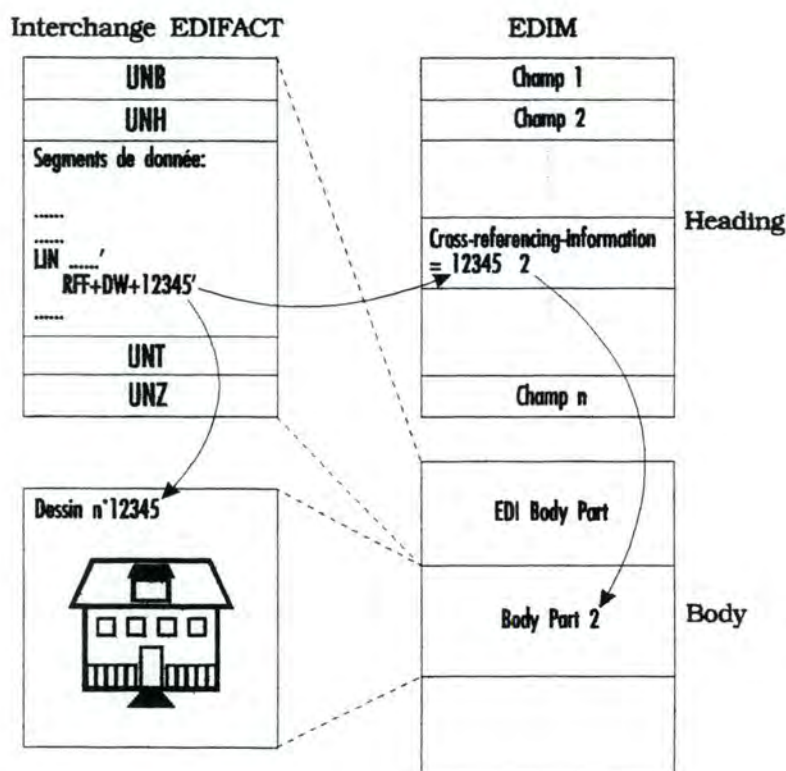 Interchange EDIFACT
UNB
UNH
Segments de donnée:
......
......
LIN ......'
RFF+DW+12345'
......
UNT
UNZ
Dessin n°12345
EDIM
Champ 1
Champ 2
Cross-referencing-information
= 12345 2
Champ n
Heading
EDI Body Part
Body Part 2
Body